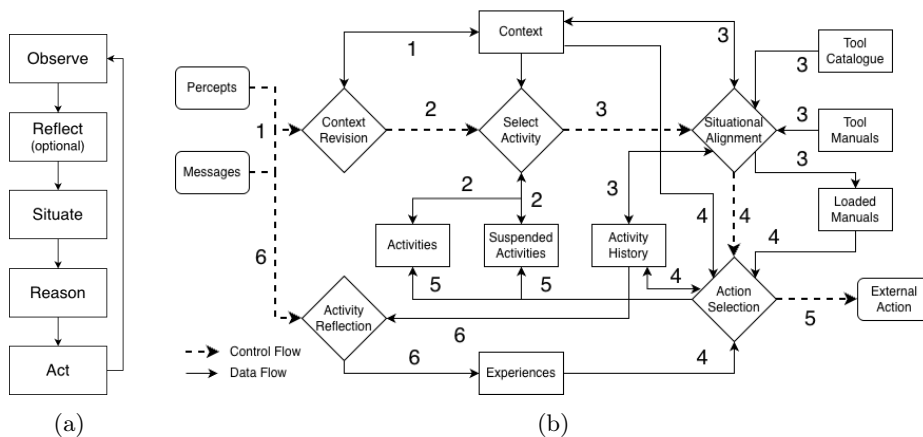 Observe
Reflect
(optional)
Situate
Reason
Act
(a)
Percepts
Messages
1
6
Context
Revision
1
2
Context
Select
Activity
3
3
Situational
Alignment
3
Tool
Catalogue
3
Tool
Manuals
3
Loaded
Manuals
2
2
Activities
Suspended
Activities
3
Activity
History
4
4
4
4
5
5
Activity
Reflection
6
Action
Selection
5
External
Action
Control Flow
Data Flow
6
Experiences
4
(b)